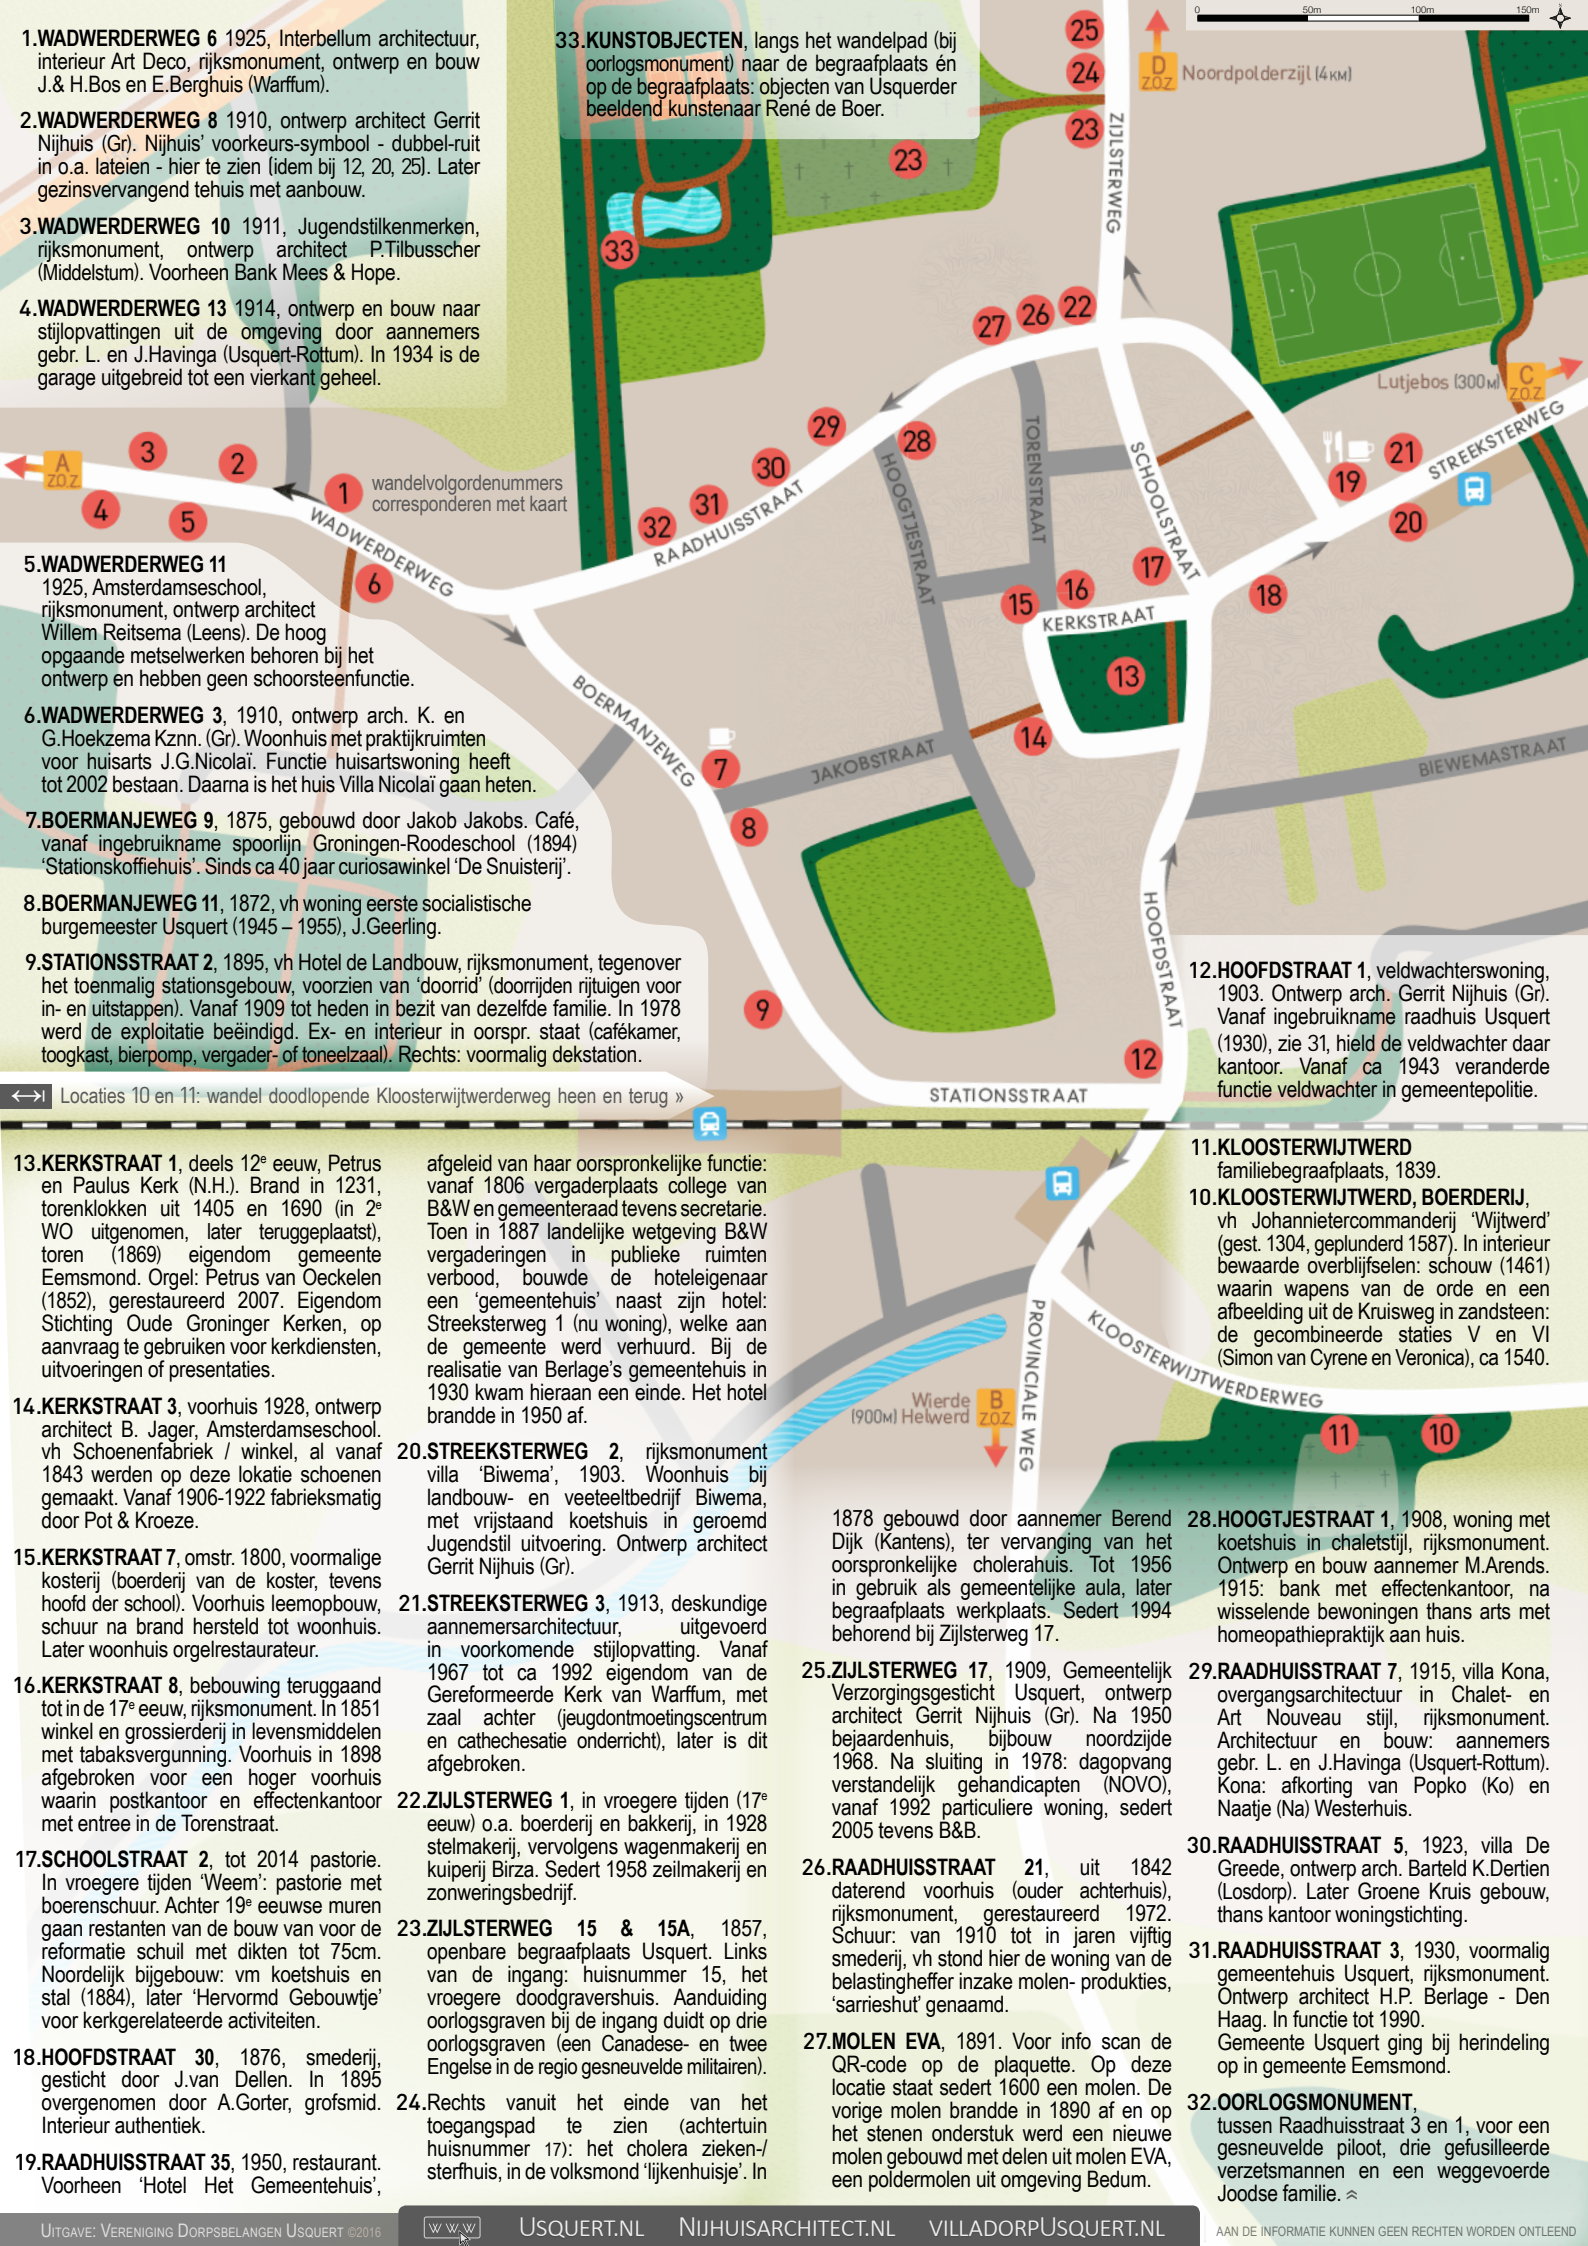 1.WADWERDERWEG 6 1925, Interbellum architectuur,
interieur Art Deco, rijksmonument, ontwerp en bouw
J.& H.Bos en E.Berghuis (Warffum).
2.WADWERDERWEG 8 1910, ontwerp architect Gerrit
Nijhuis (Gr). Nijhuis' voorkeurs-symbool - dubbel-ruit
in o.a. lateien - hier te zien (idem bij 12, 20, 25). Later
gezinsvervangend tehuis met aanbouw.
3.WADWERDERWEG 10 1911, Jugendstilkenmerken,
rijksmonument, ontwerp architect P.Tilbusscher
(Middelstum). Voorheen Bank Mees & Hope.
4.WADWERDERWEG 13 1914, ontwerp en bouw naar
stijlopvattingen uit de omgeving door aannemers
gebr. L. en J.Havinga (Usquert-Rottum). In 1934 is de
garage uitgebreid tot een vierkant geheel.
33.KUNSTOBJECTEN, langs het wandelpad (bij
oorlogsmonument) naar de begraafplaats én
op de begraafplaats: objecten van Usquerder
beeldend kunstenaar René de Boer.
0 50m 100m 150m
25
24
23
23
D
Z.O.Z.
Noordpolderzijl (4KM)
ZIJLSTERWEG
33
27 26 22
Lutjebos (300M)
C
Z.O.Z
STREEKSTERWEG
A
Z.O.Z
3
2
1
4
5
6
wandelvolgordenummers
corresponderen met kaart
WADWERDERWEG
29
28
30
31
32
RAADHUISSTRAAT
HOOGTJESTRAAT
TORENSTRAAT
SCHOOLSTRAAT
21
19
20
17
16
15
18
KERKSTRAAT
13
14
BOERMANJEWEG
7
8
JAKOBSTRAAT
BIEWEMASTRAAT
HOOFDSTRAAT
9
12
STATIONSSTRAAT
5.WADWERDERWEG 11
1925, Amsterdamseschool,
rijksmonument, ontwerp architect
Willem Reitsema (Leens). De hoog
opgaande metselwerken behoren bij het
ontwerp en hebben geen schoorsteenfunctie.
6.WADWERDERWEG 3, 1910, ontwerp arch. K. en
G.Hoekzema Kznn. (Gr). Woonhuis met praktijkruimten
voor huisarts J.G.Nicolaï. Functie huisartswoning heeft
tot 2002 bestaan. Daarna is het huis Villa Nicolaï gaan heten.
7.BOERMANJEWEG 9, 1875, gebouwd door Jakob Jakobs. Café,
vanaf ingebruikname spoorlijn Groningen-Roodeschool (1894)
'Stationskoffiehuis'. Sinds ca 40 jaar curiosawinkel 'De Snuisterij'.
8.BOERMANJEWEG 11, 1872, vh woning eerste socialistische
burgemeester Usquert (1945 – 1955), J.Geerling.
9.STATIONSSTRAAT 2, 1895, vh Hotel de Landbouw, rijksmonument, tegenover
het toenmalig stationsgebouw, voorzien van 'doorrid' (doorrijden rijtuigen voor
in- en uitstappen). Vanaf 1909 tot heden in bezit van dezelfde familie. In 1978
werd de exploitatie beëindigd. Ex- en interieur in oorspr. staat (cafékamer,
toogkast, bierpomp, vergader- of toneelzaal). Rechts: voormalig dekstation.
Locaties 10 en 11: wandel doodlopende Kloosterwijtwerderweg heen en terug »
12.HOOFDSTRAAT 1, veldwachterswoning,
1903. Ontwerp arch. Gerrit Nijhuis (Gr).
Vanaf ingebruikname raadhuis Usquert
(1930), zie 31, hield de veldwachter daar
kantoor. Vanaf ca 1943 veranderde
functie veldwachter in gemeentepolitie.
11.KLOOSTERWIJTWERD
familiebegraafplaats, 1839.
10.KLOOSTERWIJTWERD, BOERDERIJ,
vh Johannietercommanderij 'Wijtwerd'
(gest. 1304, geplunderd 1587). In interieur
bewaarde overblijfselen: schouw (1461)
waarin wapens van de orde en een
afbeelding uit de Kruisweg in zandsteen:
de gecombineerde staties V en VI
(Simon van Cyrene en Veronica), ca 1540.
PROVINCIALE WEG
KLOOSTERWIJTWERDERWEG
Wierde
(900M) Helwerd
B
Z.O.Z.
11
10
13.KERKSTRAAT 1, deels 12e eeuw, Petrus
en Paulus Kerk (N.H.). Brand in 1231,
torenklokken uit 1405 en 1690 (in 2e
WO uitgenomen, later teruggeplaatst),
toren (1869) eigendom gemeente
Eemsmond. Orgel: Petrus van Oeckelen
(1852), gerestaureerd 2007. Eigendom
Stichting Oude Groninger Kerken, op
aanvraag te gebruiken voor kerkdiensten,
uitvoeringen of presentaties.
14.KERKSTRAAT 3, voorhuis 1928, ontwerp
architect B. Jager, Amsterdamseschool.
vh Schoenenfabriek / winkel, al vanaf
1843 werden op deze lokatie schoenen
gemaakt. Vanaf 1906-1922 fabrieksmatig
door Pot & Kroeze.
15.KERKSTRAAT 7, omstr. 1800, voormalige
kosterij (boerderij van de koster, tevens
hoofd der school). Voorhuis leemopbouw,
schuur na brand hersteld tot woonhuis.
Later woonhuis orgelrestaurateur.
16.KERKSTRAAT 8, bebouwing teruggaand
tot in de 17e eeuw, rijksmonument. In 1851
winkel en grossierderij in levensmiddelen
met tabaksvergunning. Voorhuis in 1898
afgebroken voor een hoger voorhuis
waarin postkantoor en effectenkantoor
met entree in de Torenstraat.
17.SCHOOLSTRAAT 2, tot 2014 pastorie.
In vroegere tijden 'Weem': pastorie met
boerenschuur. Achter 19e eeuwse muren
gaan restanten van de bouw van voor de
reformatie schuil met dikten tot 75cm.
Noordelijk bijgebouw: vm koetshuis en
stal (1884), later 'Hervormd Gebouwtje'
voor kerkgerelateerde activiteiten.
18.HOOFDSTRAAT 30, 1876, smederij,
gesticht door J.van Dellen. In 1895
overgenomen door A.Gorter, grofsmid.
Interieur authentiek.
19.RAADHUISSTRAAT 35, 1950, restaurant.
Voorheen 'Hotel Het Gemeentehuis',
afgeleid van haar oorspronkelijke functie:
vanaf 1806 vergaderplaats college van
B&W en gemeenteraad tevens secretarie.
Toen in 1887 landelijke wetgeving B&W
vergaderingen in publieke ruimten
verbood, bouwde de hoteleigenaar
een 'gemeentehuis' naast zijn hotel:
Streeksterweg 1 (nu woning), welke aan
de gemeente werd verhuurd. Bij de
realisatie van Berlage's gemeentehuis in
1930 kwam hieraan een einde. Het hotel
brandde in 1950 af.
20.STREEKSTERWEG 2, rijksmonument
villa 'Biwema', 1903. Woonhuis bij
landbouw- en veeteeltbedrijf Biwema,
met vrijstaand koetshuis in geroemd
Jugendstil uitvoering. Ontwerp architect
Gerrit Nijhuis (Gr).
21.STREEKSTERWEG 3, 1913, deskundige
aannemersarchitectuur, uitgevoerd
in voorkomende stijlopvatting. Vanaf
1967 tot ca 1992 eigendom van de
Gereformeerde Kerk van Warffum, met
zaal achter (jeugdontmoetingscentrum
en cathechesatie onderricht), later is dit
afgebroken.
22.ZIJLSTERWEG 1, in vroegere tijden (17e
eeuw) o.a. boerderij en bakkerij, in 1928
stelmakerij, vervolgens wagenmakerij en
kuiperij Birza. Sedert 1958 zeilmakerij en
zonweringsbedrijf.
23.ZIJLSTERWEG 15 & 15A, 1857,
openbare begraafplaats Usquert. Links
van de ingang: huisnummer 15, het
vroegere doodgravershuis. Aanduiding
oorlogsgraven bij de ingang duidt op drie
oorlogsgraven (een Canadese- en twee
Engelse in de regio gesneuvelde militairen).
24.Rechts vanuit het einde van het
toegangspad te zien (achtertuin
huisnummer 17): het cholera zieken-/
sterfhuis, in de volksmond 'lijkenhuisje'. In
1878 gebouwd door aannemer Berend
Dijk (Kantens), ter vervanging van het
oorspronkelijke cholerahuis. Tot 1956
in gebruik als gemeentelijke aula, later
begraafplaats werkplaats. Sedert 1994
behorend bij Zijlsterweg 17.
25.ZIJLSTERWEG 17, 1909, Gemeentelijk
Verzorgingsgesticht Usquert, ontwerp
architect Gerrit Nijhuis (Gr). Na 1950
bejaardenhuis, bijbouw noordzijde
1968. Na sluiting in 1978: dagopvang
verstandelijk gehandicapten (NOVO),
vanaf 1992 particuliere woning, sedert
2005 tevens B&B.
26.RAADHUISSTRAAT 21, uit 1842
daterend voorhuis (ouder achterhuis),
rijksmonument, gerestaureerd 1972.
Schuur: van 1910 tot in jaren vijftig
smederij, vh stond hier de woning van de
belastingheffer inzake molen- produkties,
'sarrieshut' genaamd.
27.MOLEN EVA, 1891. Voor info scan de
QR-code op de plaquette. Op deze
locatie staat sedert 1600 een molen. De
vorige molen brandde in 1890 af en op
het stenen onderstuk werd een nieuwe
molen gebouwd met delen uit molen EVA,
een poldermolen uit omgeving Bedum.
28.HOOGTJESTRAAT 1, 1908, woning met
koetshuis in chaletstijl, rijksmonument.
Ontwerp en bouw aannemer M.Arends.
1915: bank met effectenkantoor, na
wisselende bewoningen thans arts met
homeopathiepraktijk aan huis.
29.RAADHUISSTRAAT 7, 1915, villa Kona,
overgangsarchitectuur in Chalet- en
Art Nouveau stijl, rijksmonument.
Architectuur en bouw: aannemers
gebr. L. en J.Havinga (Usquert-Rottum).
Kona: afkorting van Popko (Ko) en
Naatje (Na) Westerhuis.
30.RAADHUISSTRAAT 5, 1923, villa De
Greede, ontwerp arch. Barteld K.Dertien
(Losdorp). Later Groene Kruis gebouw,
thans kantoor woningstichting.
31.RAADHUISSTRAAT 3, 1930, voormalig
gemeentehuis Usquert, rijksmonument.
Ontwerp architect H.P. Berlage - Den
Haag. In functie tot 1990.
Gemeente Usquert ging bij herindeling
op in gemeente Eemsmond.
32.OORLOGSMONUMENT,
tussen Raadhuisstraat 3 en 1, voor een
gesneuvelde piloot, drie gefusilleerde
verzetsmannen en een weggevoerde
Joodse familie.
UITGAVE: VERENIGING DORPSBELANGEN USQUERT ©2016
WWW
USQUERT.NL NIJHUISARCHITECT.NL VILLADORPUSQUERT.NL
AAN DE INFORMATIE KUNNEN GEEN RECHTEN WORDEN ONTLEEND